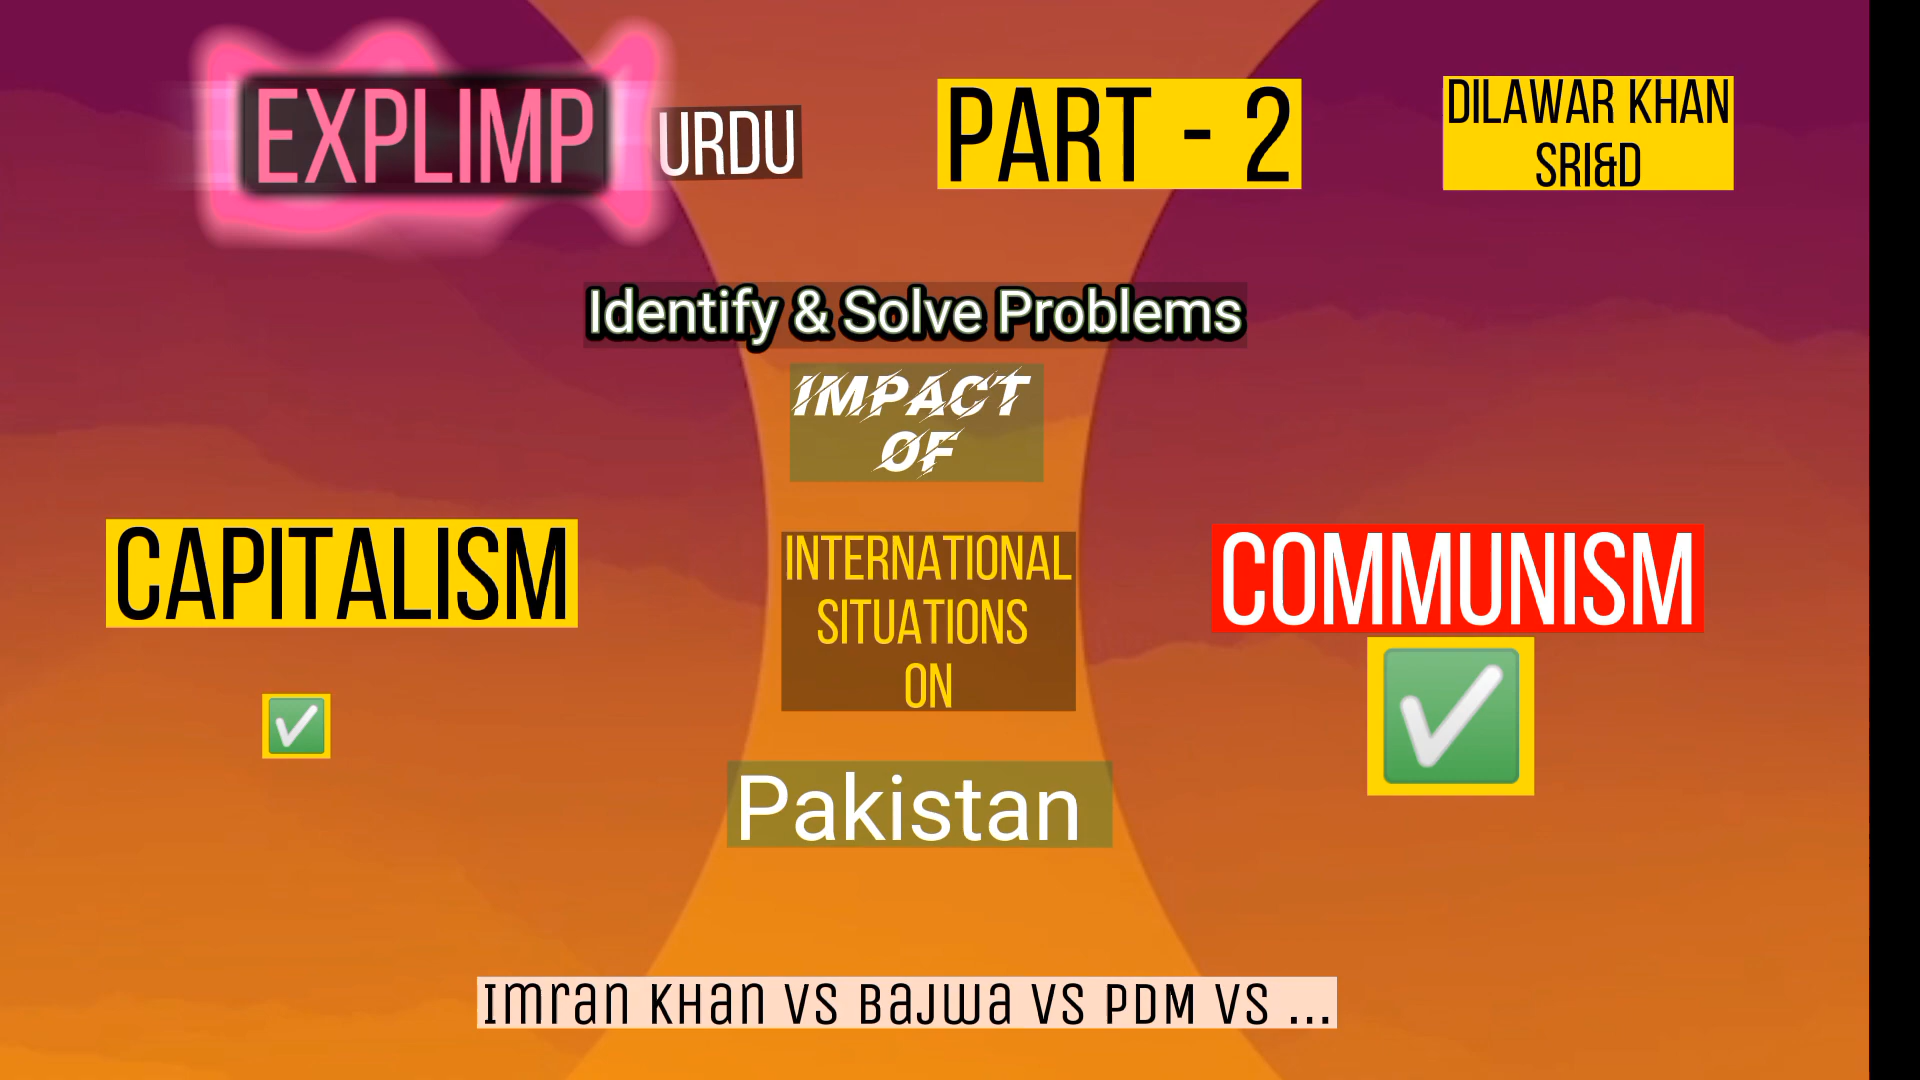 EXPLIMP
URDU
PART - 2
DILAWAR KHAN
SRI&D
Identify & Solve Problems
IMPACT
OF
CAPITALISM
INTERNATIONAL
SITUATIONS
ON
COMMUNISM
Pakistan
Imran Khan VS Bajwa VS PDM VS ...